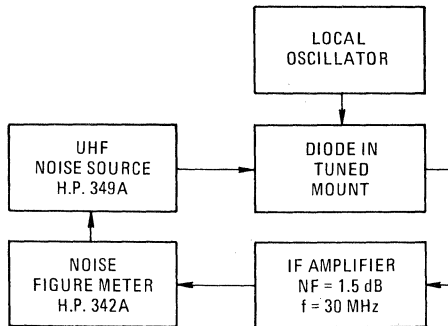 LOCAL
OSCILLATOR
UHF
NOISE SOURCE
H.P. 349A
DIODE IN
TUNED
MOUNT
NOISE
FIGURE METER
H.P. 342A
IF AMPLIFIER
NF = 1.5 dB
f = 30 MHz